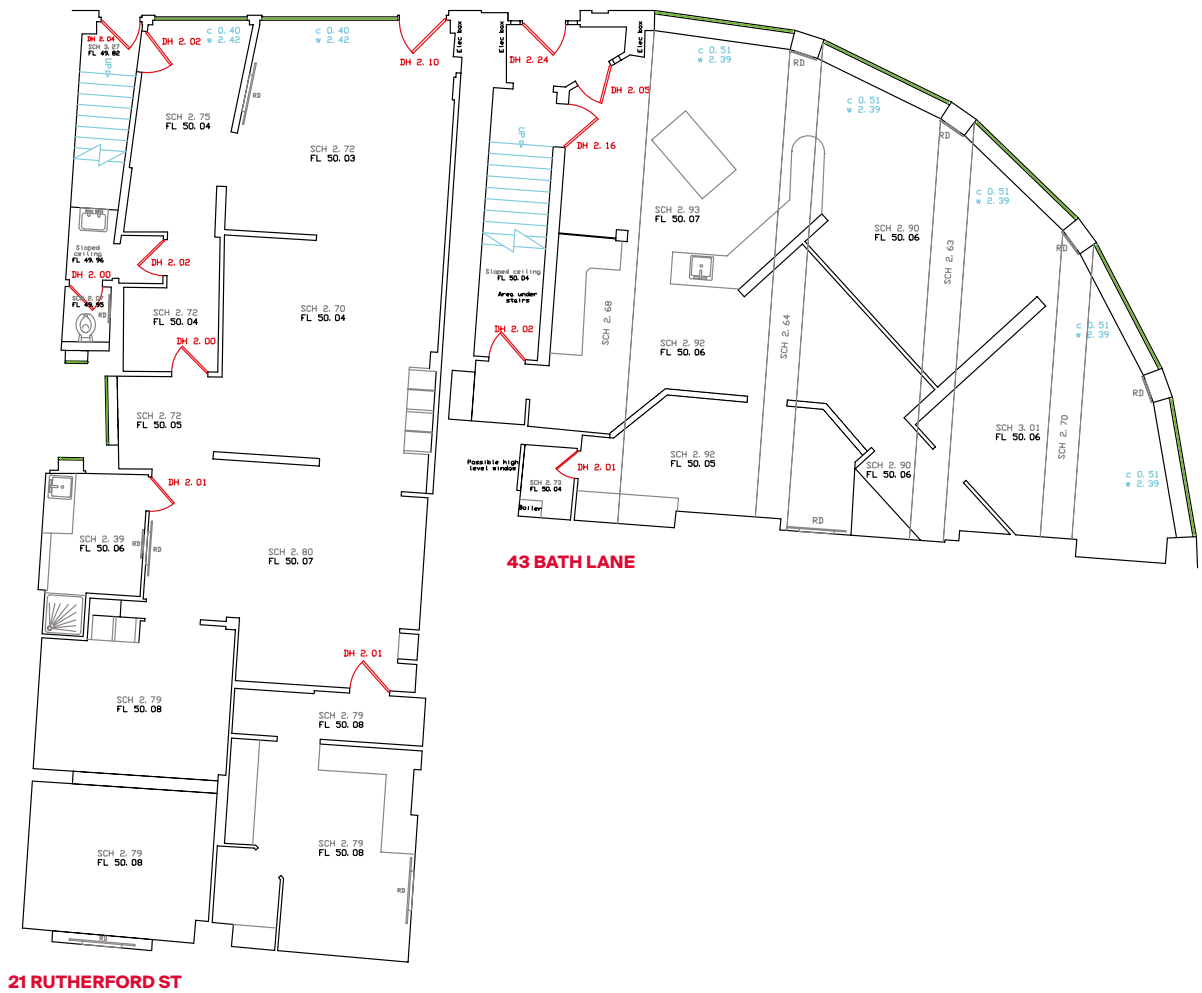 DH 2.04
SCH 3.27
FL 49.82
UP
DH 2.02
c 0.40
w 2.42
c 0.40
w 2.42
DH 2.10
RD
SCH 2.75
FL 50.04
SCH 2.72
FL 50.03
Sloped
ceiling
FL 49.96
DH 2.02
DH 2.00
FL 49.95
RD
SCH 2.72
FL 50.04
DH 2.00
SCH 2.70
FL 50.04
SCH 2.72
FL 50.05
DH 2.01
SCH 2.39
FL 50.06
RD
RD
SCH 2.80
FL 50.07
DH 2.01
SCH 2.79
FL 50.08
SCH 2.79
FL 50.08
SCH 2.79
FL 50.08
SCH 2.79
FL 50.08
RD
RD
21 RUTHERFORD ST
Elec box
Elec box
DH 2.24
Elec box
DH 2.05
DH 2.16
UP
c 0.51
w 2.39
RD
c 0.51
w 2.39
RD
c 0.51
w 2.39
RD
c 0.51
w 2.39
RD
c 0.51
w 2.39
SCH 2.93
FL 50.07
SCH 2.90
FL 50.06
SCH 2.63
Sloped ceiling
FL 50.04
Area under
stairs
DH 2.02
SCH 2.68
SCH 2.92
FL 50.06
SCH 2.64
SCH 3.01
FL 50.06
SCH 2.70
Possible high
level window
DH 2.01
SCH 2.73
FL 50.04
Boiler
SCH 2.92
FL 50.05
SCH 2.90
FL 50.06
RD
43 BATH LANE